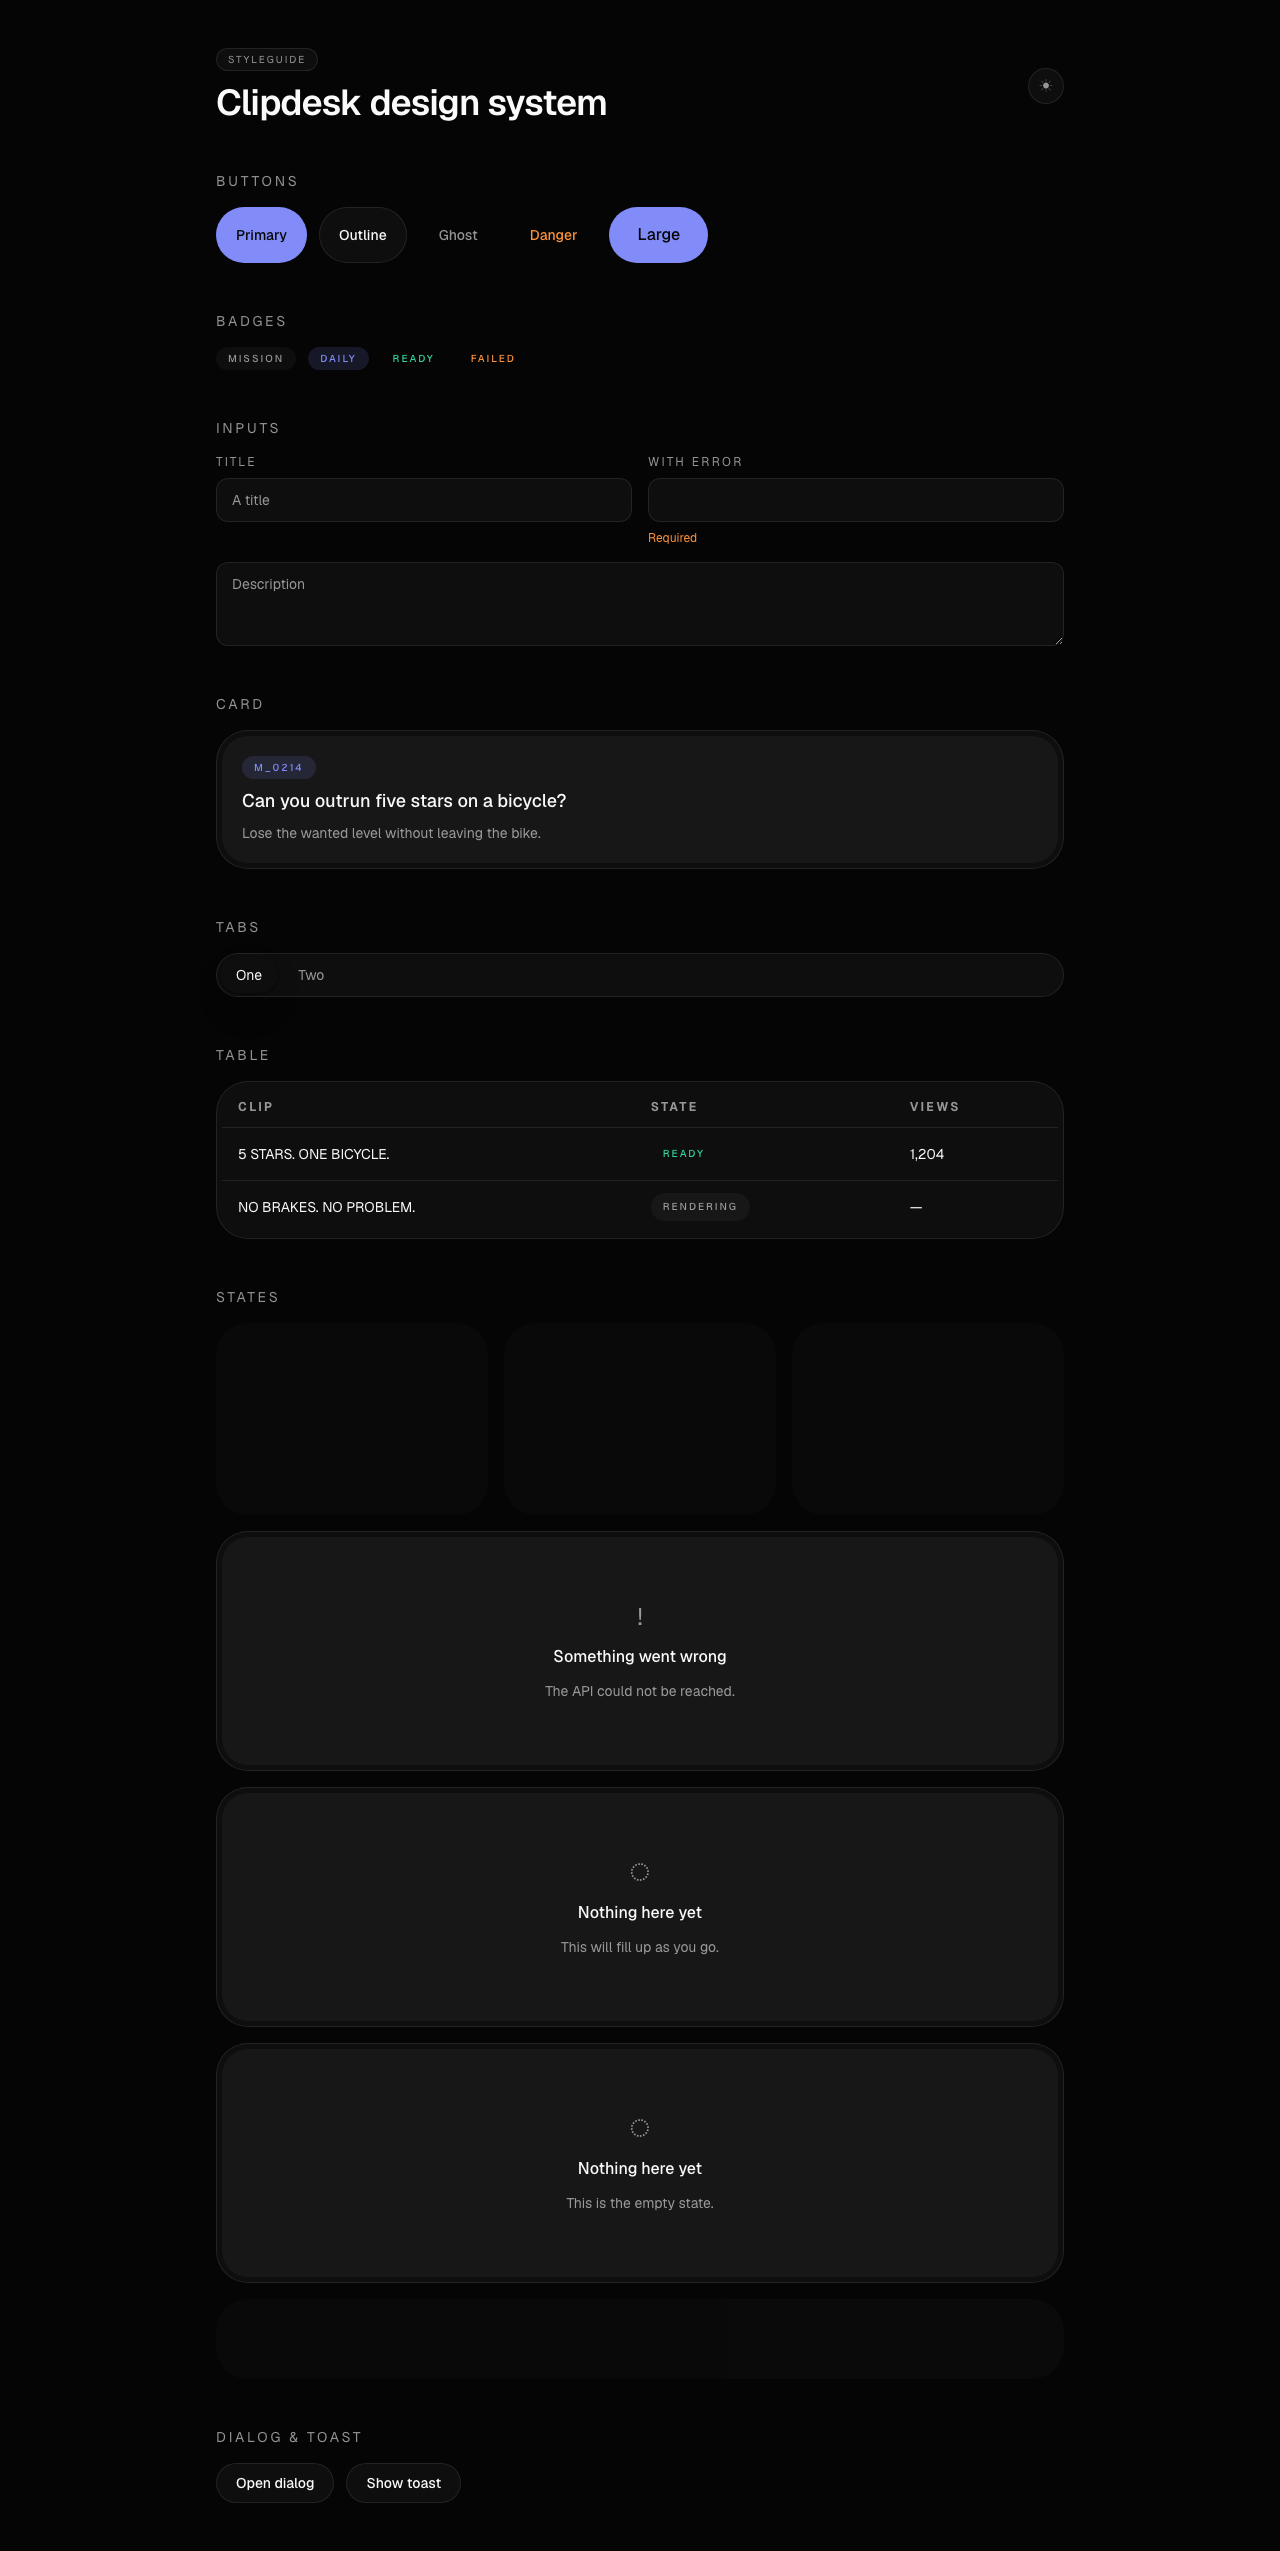 STYLEGUIDE
Clipdesk design system
BUTTONS
Primary Outline Ghost Danger Large
BADGES
MISSION DAILY READY FAILED
INPUTS
TITLE WITH ERROR
A title
Required
Description
CARD
M_0214
Can you outrun five stars on a bicycle?
Lose the wanted level without leaving the bike.
TABS
One Two
TABLE
CLIP STATE VIEWS
5 STARS. ONE BICYCLE. READY 1,204
NO BRAKES. NO PROBLEM. RENDERING —
STATES
!
Something went wrong
The API could not be reached.
Nothing here yet
This will fill up as you go.
Nothing here yet
This is the empty state.
DIALOG & TOAST
Open dialog Show toast